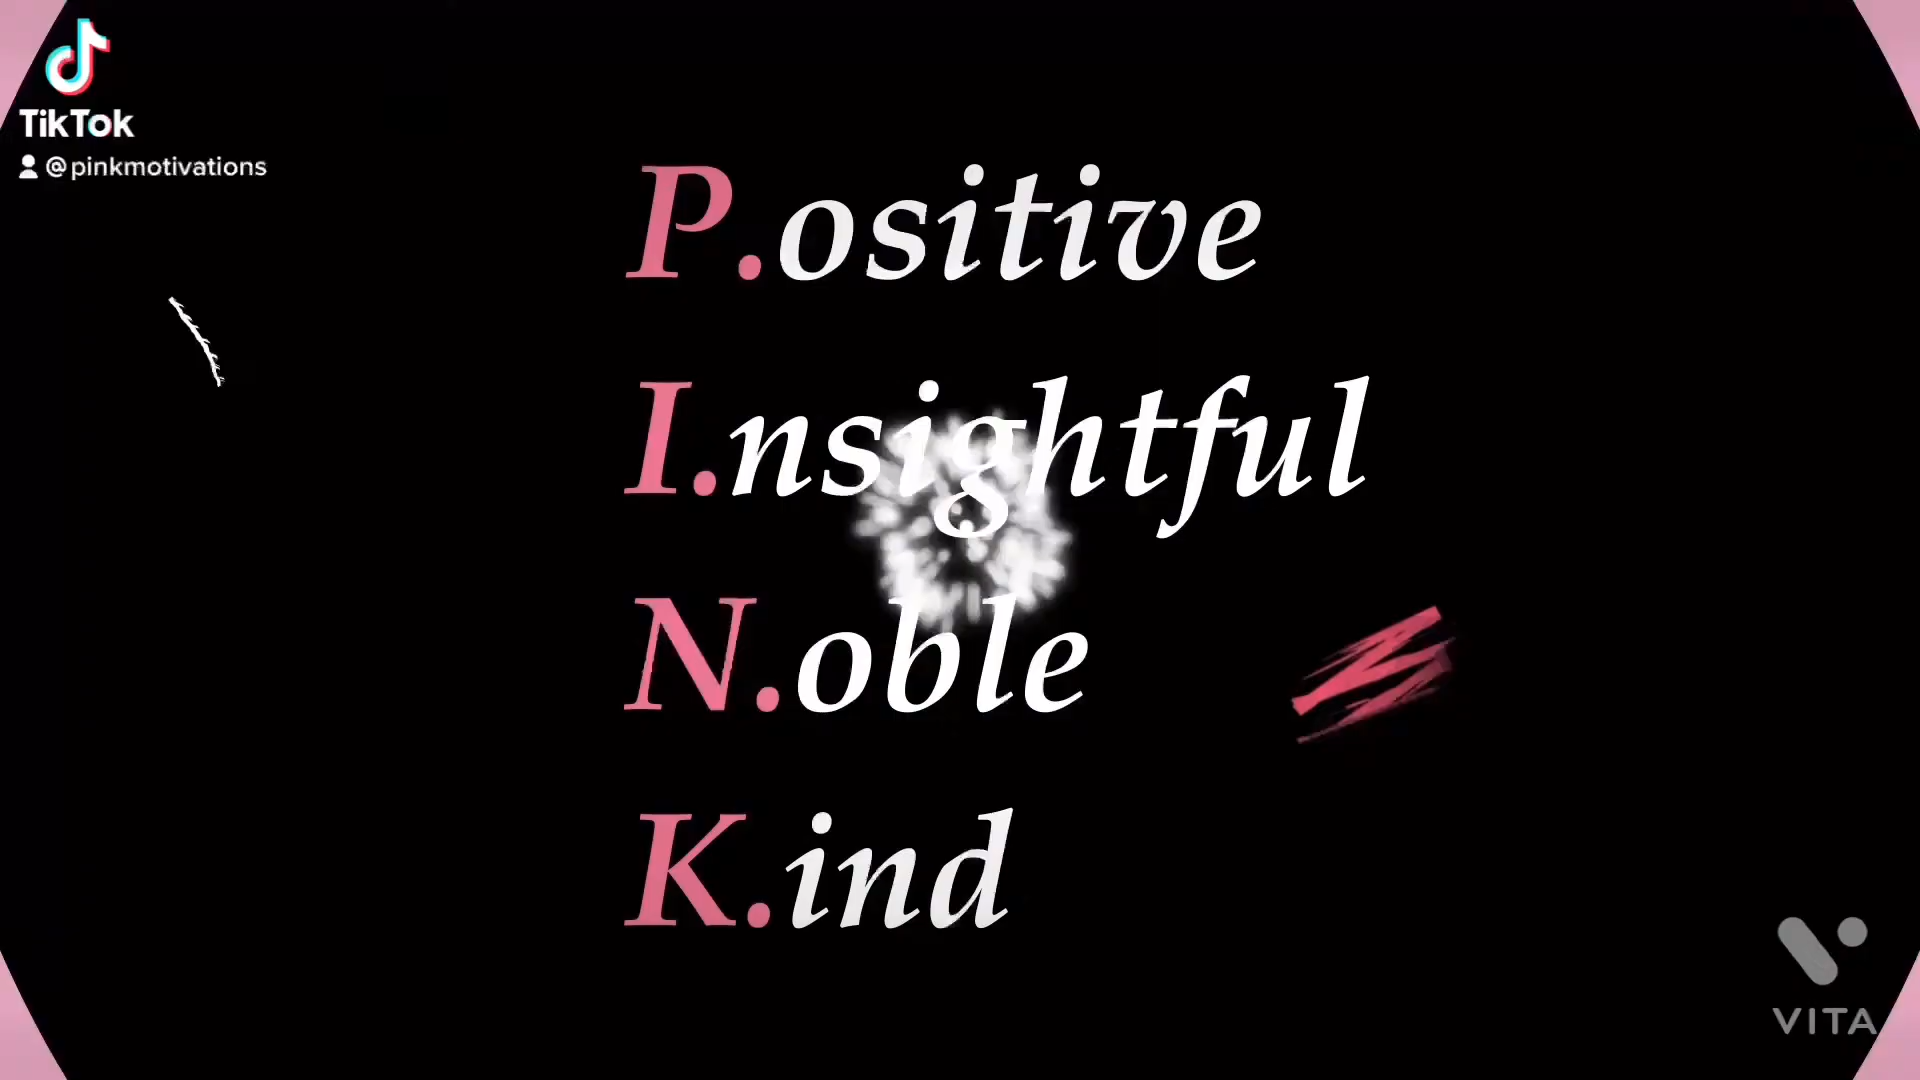 TikTok
@pinkmotivations
P.ositive
I.nsightful
N.oble
K.ind
VITA